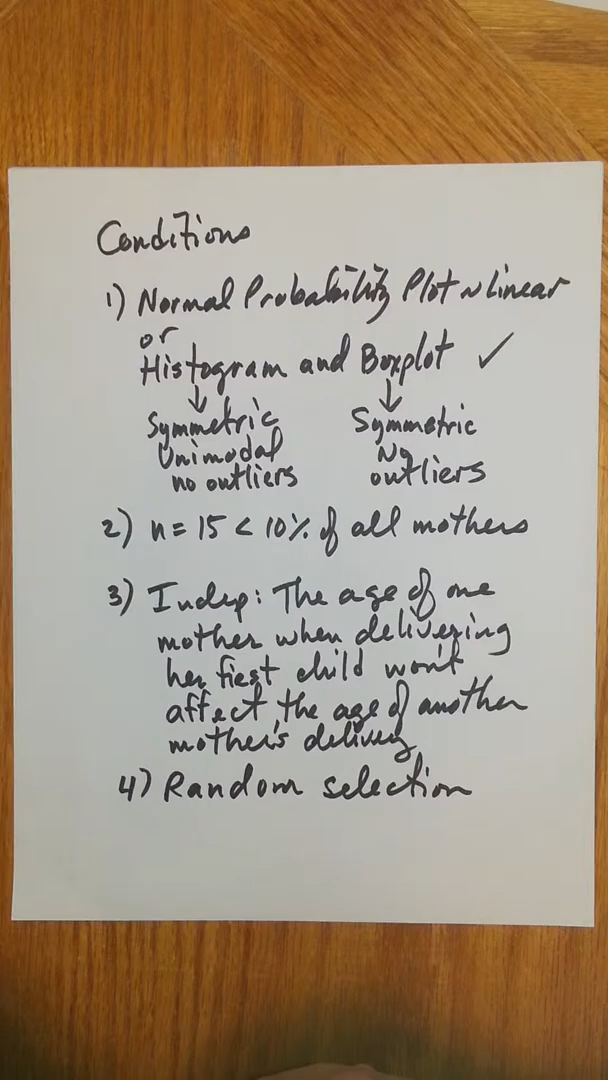 Conditions
1) Normal Probability Plot ~ Linear
or
Histogram and Boxplot ✓
↓ ↓
Symmetric Symmetric
Unimodal No
no outliers outliers
2) n = 15 < 10% of all mothers
3) Indep: The age of one
mother when delivering
her first child won't
affect the age of another
mother's delivery
4) Random selection